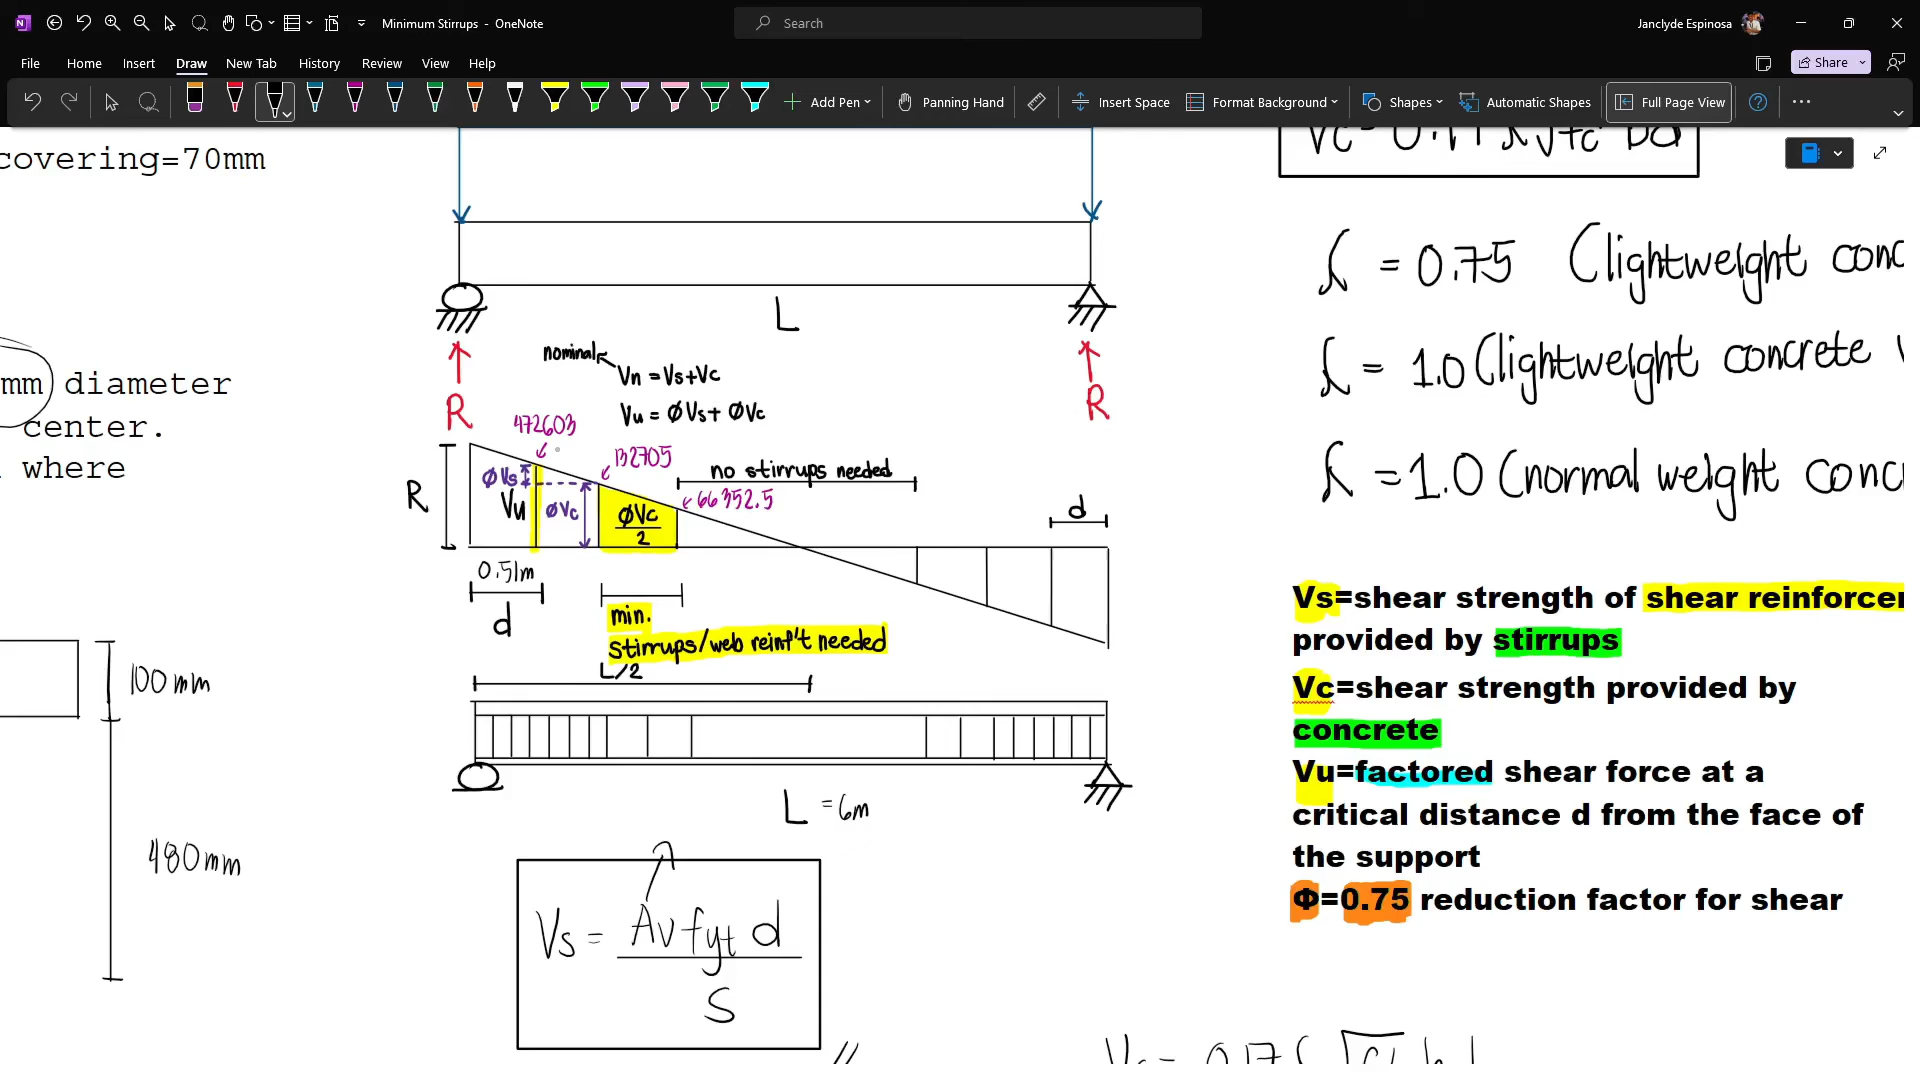 Minimum Stirrups - OneNote
Search
Janclyde Espinosa
File Home Insert Draw New Tab History Review View Help
Share
Add Pen
Panning Hand
Insert Space
Format Background
Shapes
Automatic Shapes
Full Page View
covering=70mm
mm diameter
center.
where
100mm
480mm
L
R
R
nominal
Vn = Vs+Vc
Vu = ØVs + ØVc
472603
132705
66352.5
no stirrups needed
R
ØVs
Vu
ØVc
ØVc
2
d
0.51m
d
min.
stirrups/web reinf't needed
L/2
L = 6m
Vs = Av fyt d
S
λ = 0.75 (lightweight conc
λ = 1.0 (lightweight concrete
λ = 1.0 (normal weight conc
Vs=shear strength of shear reinforcer
provided by stirrups
Vc=shear strength provided by
concrete
Vu=factored shear force at a
critical distance d from the face of
the support
Φ=0.75 reduction factor for shear